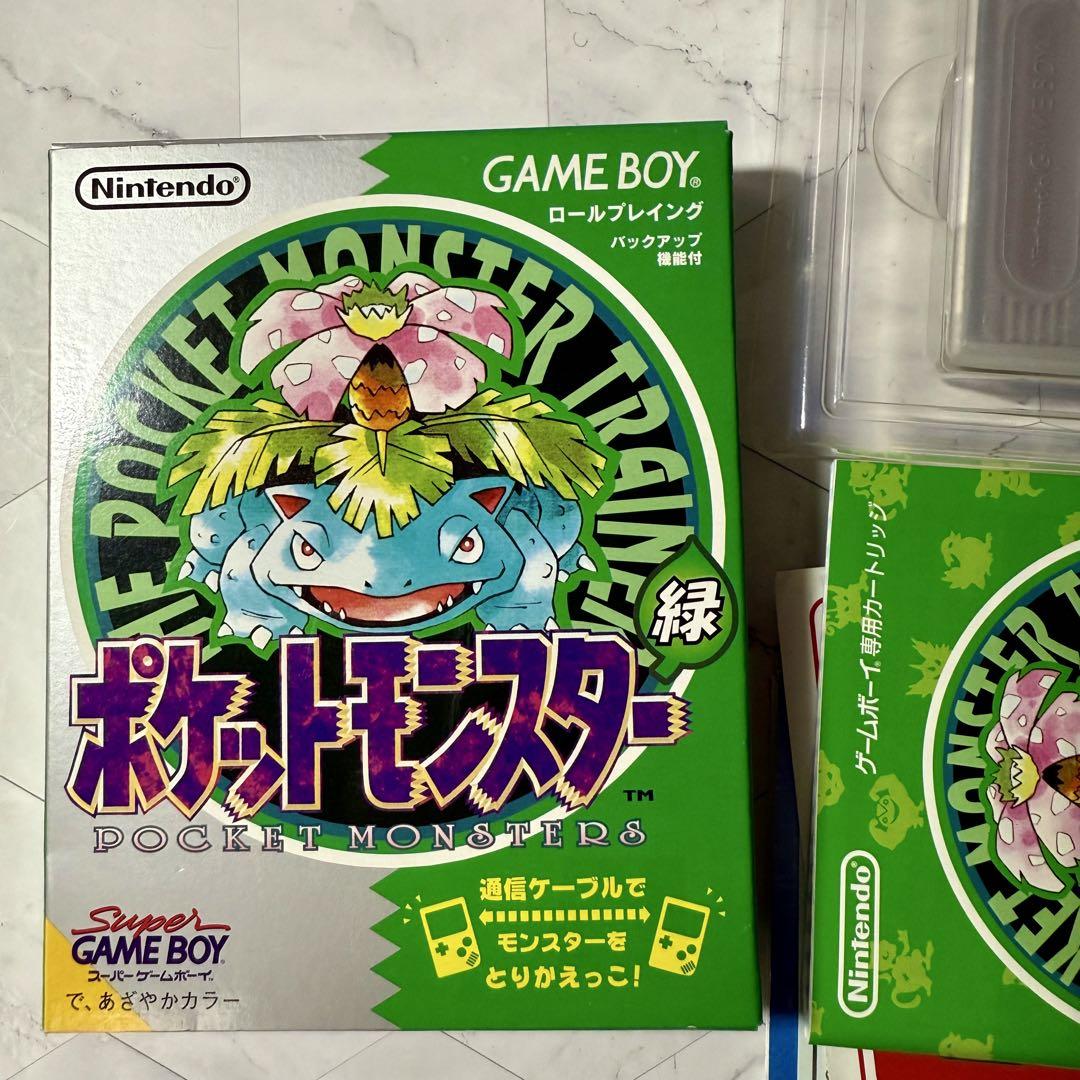 Nintendo®
GAME BOY®
ロールプレイング
バックアップ
機能付
THE POCKET MONSTER TRAINER
緑
ポケットモンスター
TM
POCKET MONSTERS
Super
GAME BOY
スーパーゲームボーイ
で、あざやかカラー
通信ケーブルで
モンスターを
とりかえっこ!
GAME BOY
ゲームボーイ®専用カートリッジ
MONSTER
Nintendo®